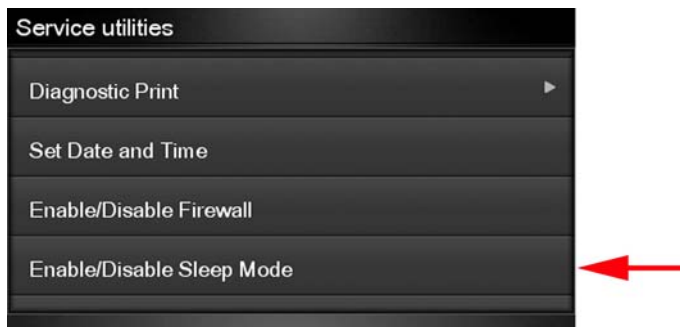 Service utilities
Diagnostic Print
Set Date and Time
Enable/Disable Firewall
Enable/Disable Sleep Mode